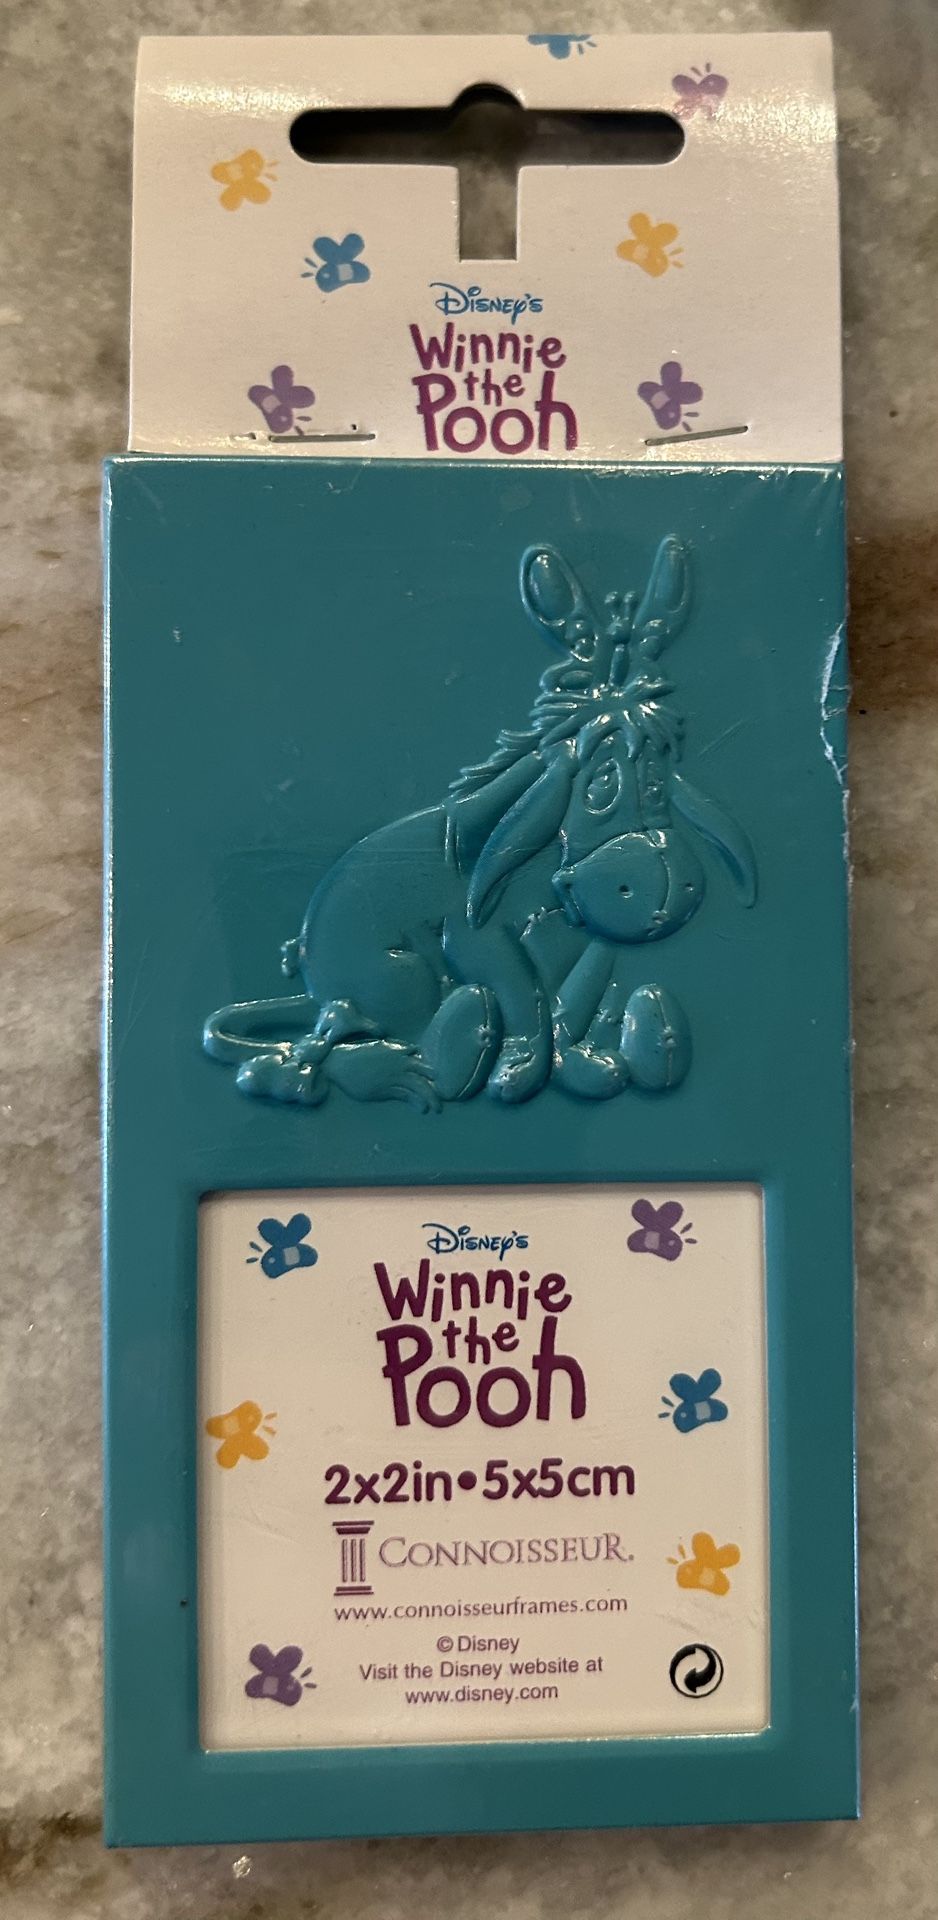 Disney's
Winnie
the
Pooh
Disney's
Winnie
the
Pooh
2x2in•5x5cm
CONNOISSEUR.
www.connoisseurframes.com
© Disney
Visit the Disney website at
www.disney.com